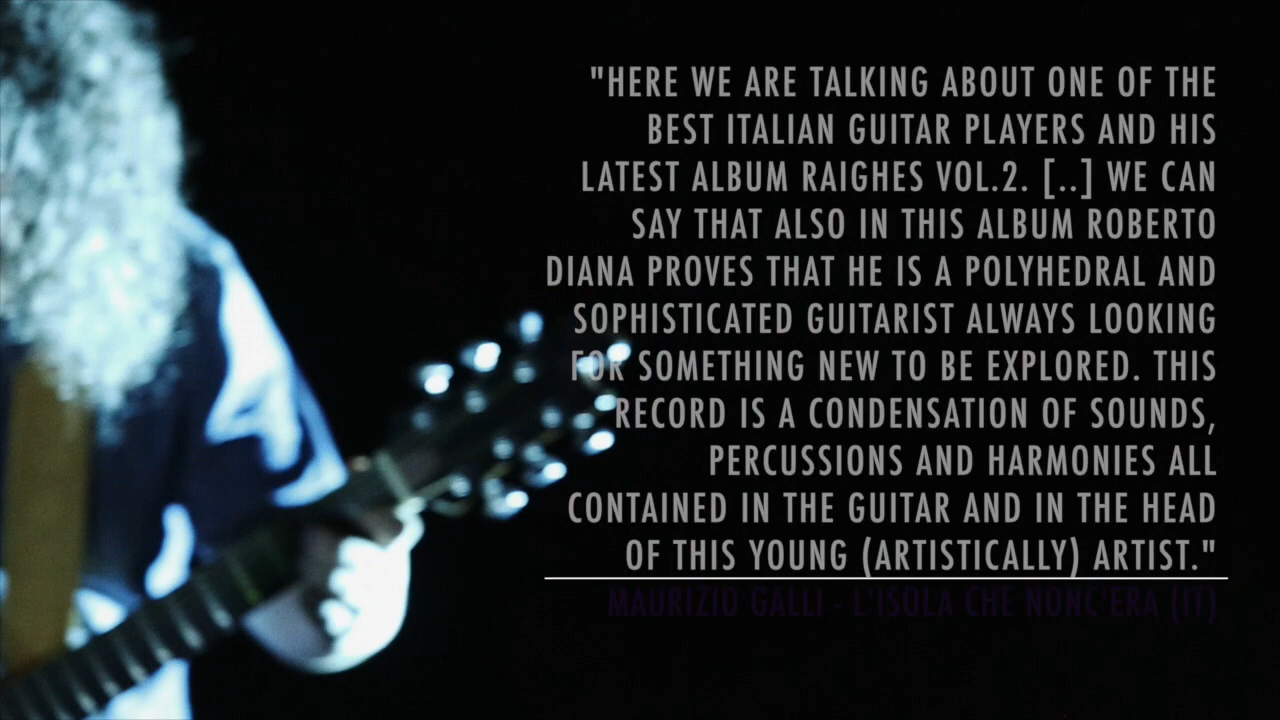 "HERE WE ARE TALKING ABOUT ONE OF THE
BEST ITALIAN GUITAR PLAYERS AND HIS
LATEST ALBUM RAIGHES VOL.2. [..] WE CAN
SAY THAT ALSO IN THIS ALBUM ROBERTO
DIANA PROVES THAT HE IS A POLYHEDRAL AND
SOPHISTICATED GUITARIST ALWAYS LOOKING
FOR SOMETHING NEW TO BE EXPLORED. THIS
RECORD IS A CONDENSATION OF SOUNDS,
PERCUSSIONS AND HARMONIES ALL
CONTAINED IN THE GUITAR AND IN THE HEAD
OF THIS YOUNG (ARTISTICALLY) ARTIST."
MAURIZIO GALLI - L'ISOLA CHE NONC'ERA (IT)